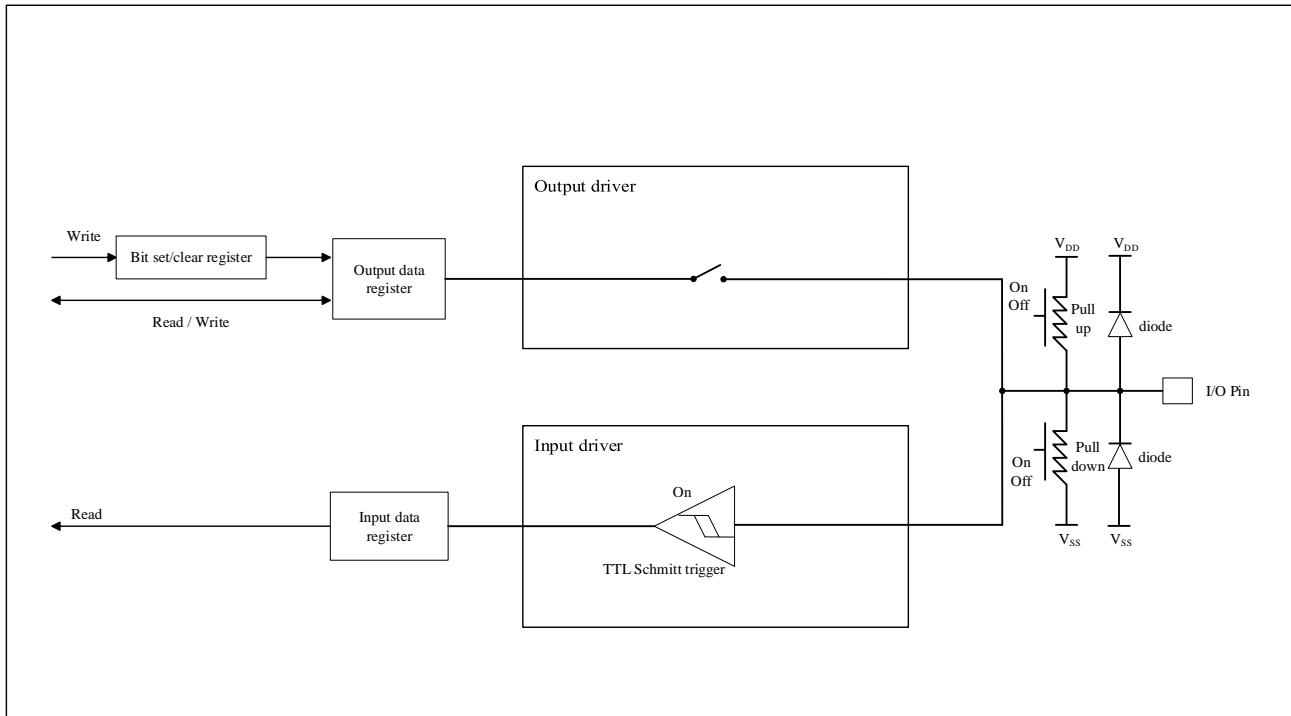 Output driver
Write
Bit set/clear register
Output data
register
Read / Write
VDD
VDD
On
Off
Pull
up
diode
I/O Pin
Input driver
On
Off
Pull
down
diode
On
Read
Input data
register
TTL Schmitt trigger
VSS
VSS